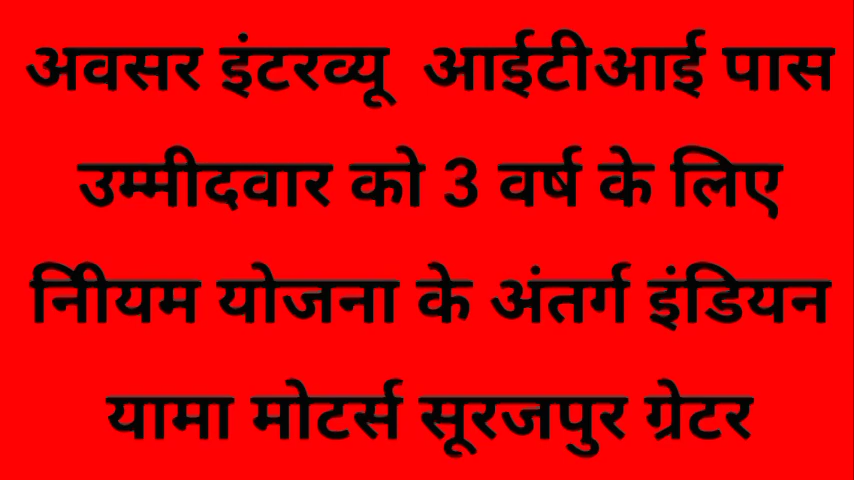 अवसर इंटरव्यू आईटीआई पास
उम्मीदवार को 3 वर्ष के लिए
निीयम योजना के अंतर्ग इंडियन
यामा मोटर्स सूरजपुर ग्रेटर